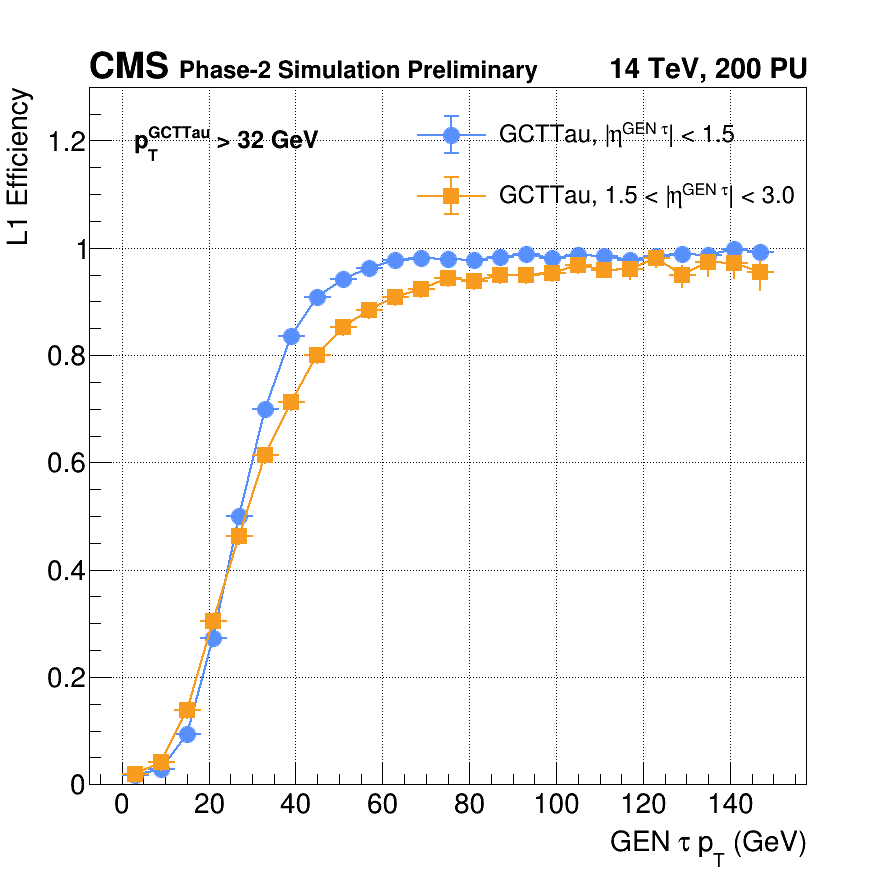 CMS Phase-2 Simulation Preliminary 14 TeV, 200 PU
L1 Efficiency
p_T^GCTTau > 32 GeV
GCTTau, |η^GEN τ| < 1.5
GCTTau, 1.5 < |η^GEN τ| < 3.0
1.2
1
0.8
0.6
0.4
0.2
0
0 20 40 60 80 100 120 140
GEN τ p_T (GeV)